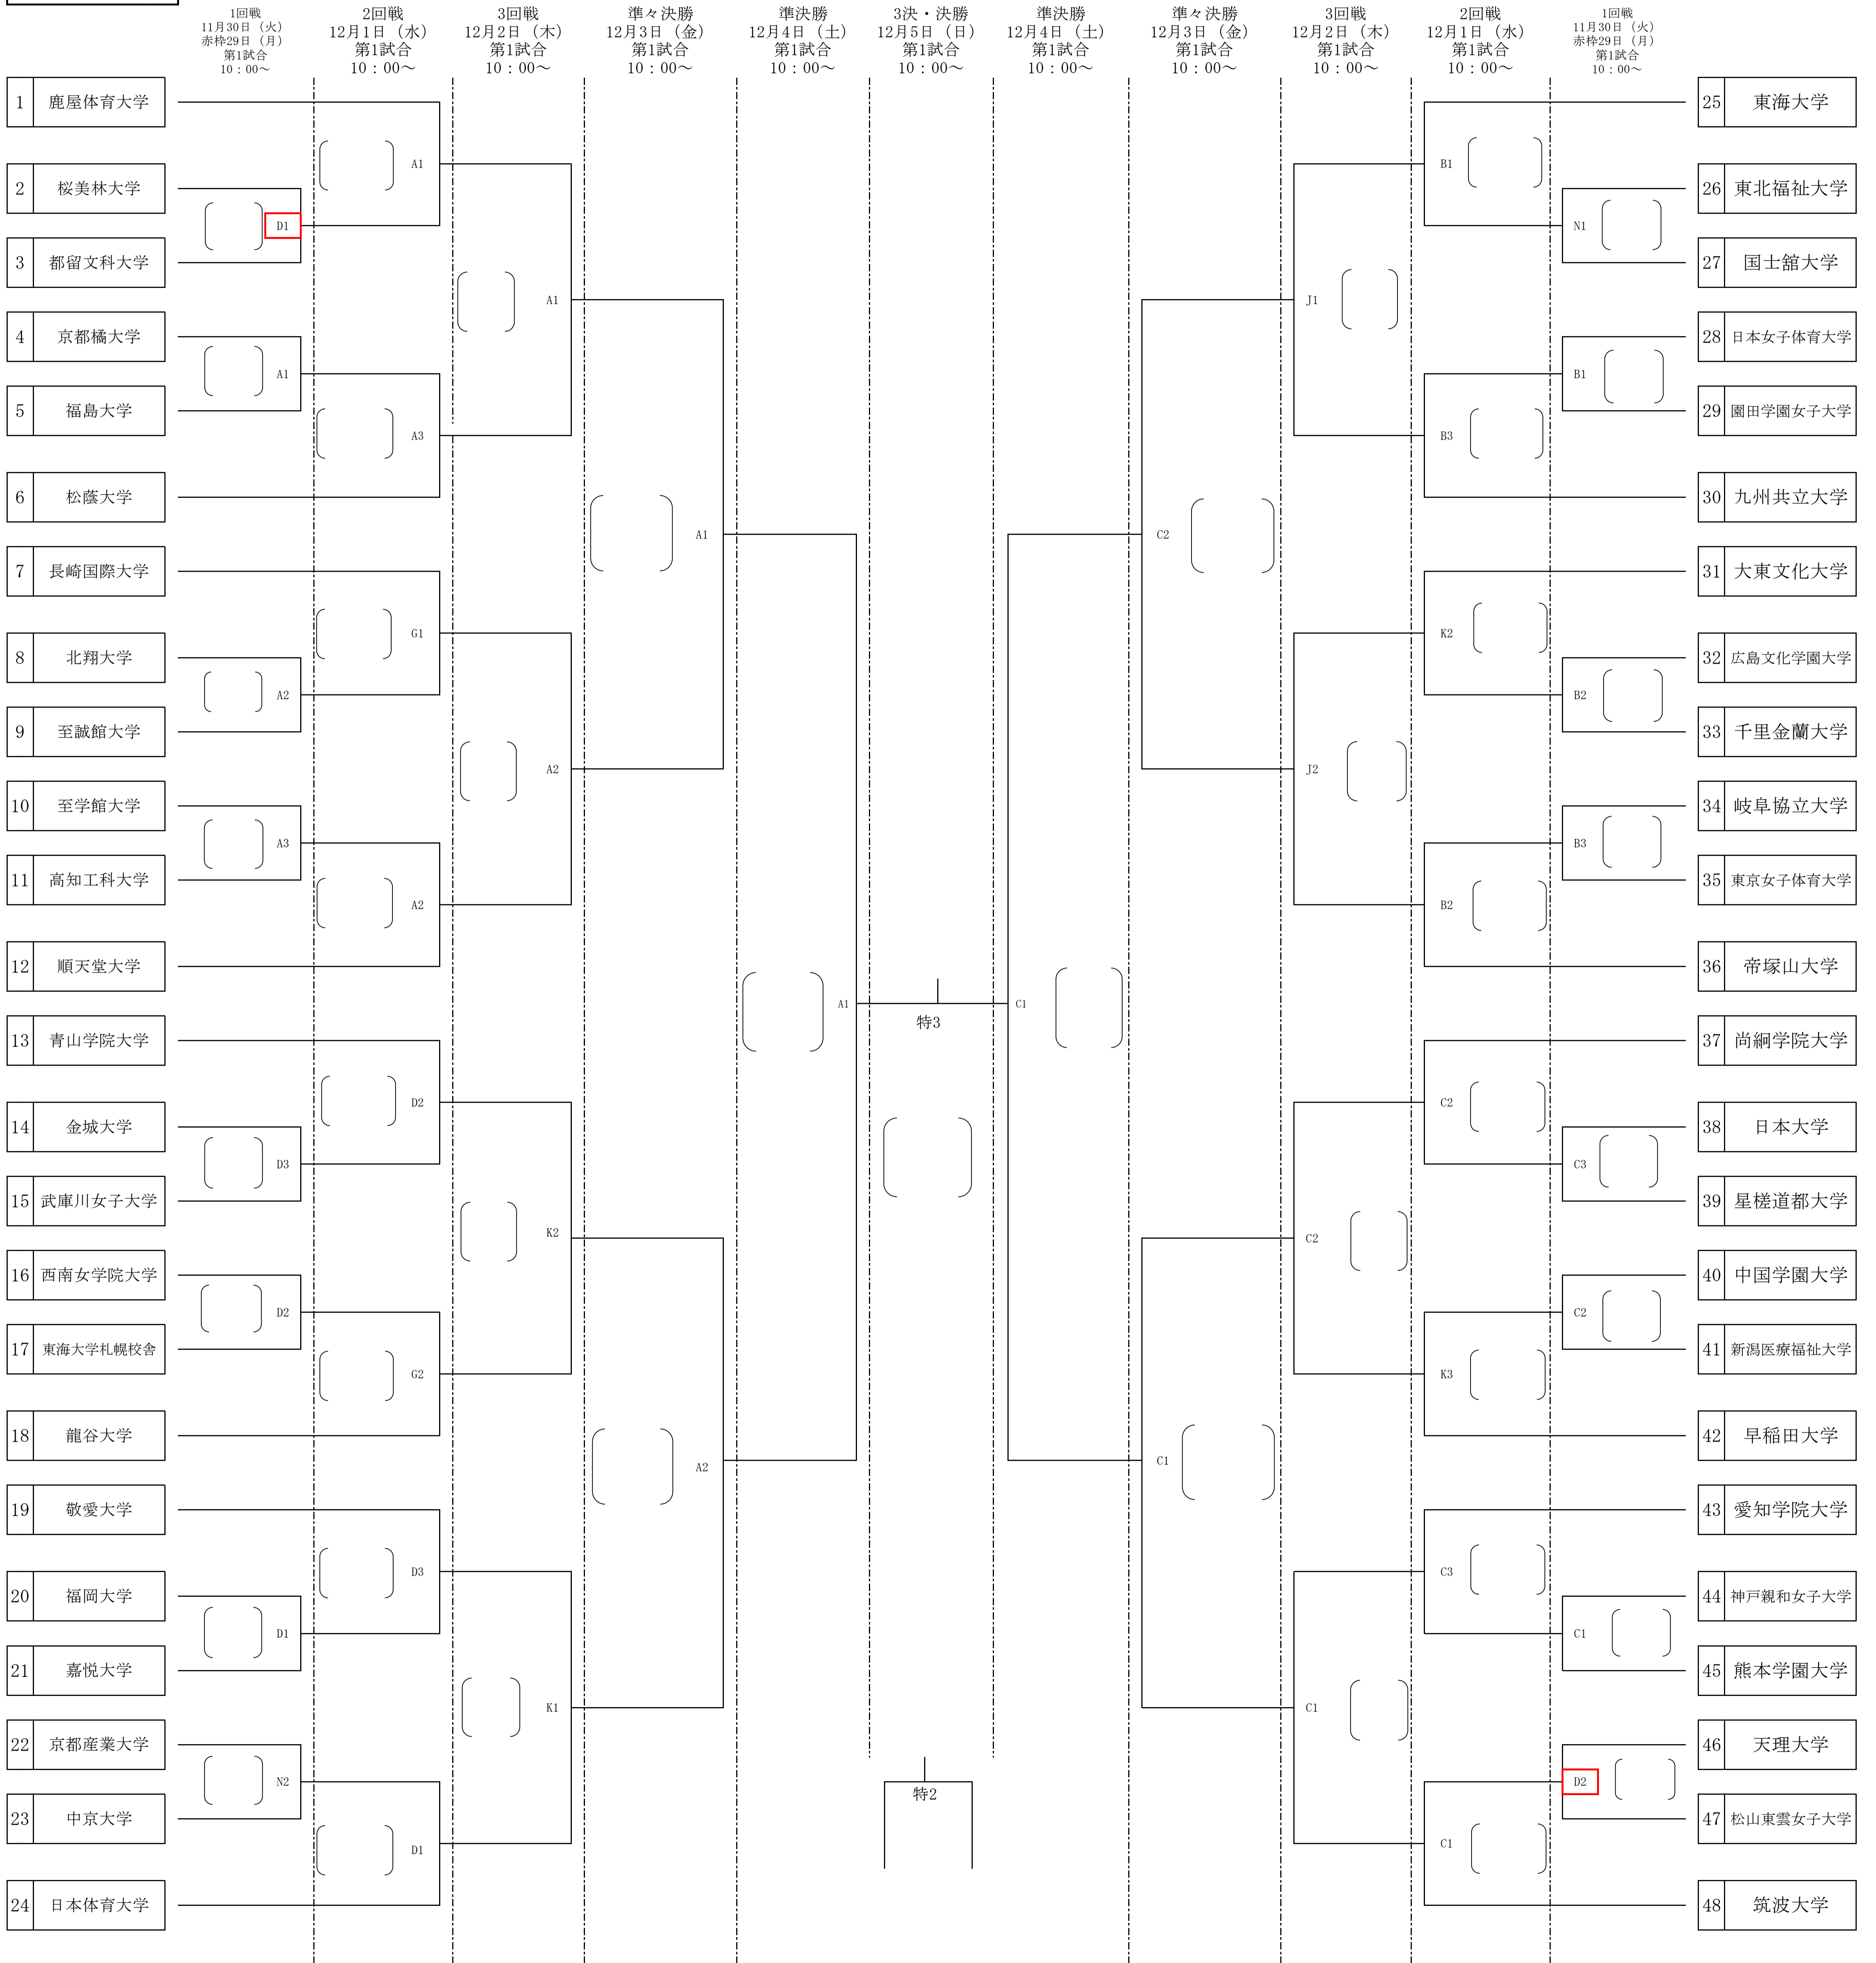 1回戦
11月30日（火）
赤枠29日（月）
第1試合
10：00～
2回戦
12月1日（水）
第1試合
10：00～
3回戦
12月2日（木）
第1試合
10：00～
準々決勝
12月3日（金）
第1試合
10：00～
準決勝
12月4日（土）
第1試合
10：00～
3決・決勝
12月5日（日）
第1試合
10：00～
準決勝
12月4日（土）
第1試合
10：00～
準々決勝
12月3日（金）
第1試合
10：00～
3回戦
12月2日（木）
第1試合
10：00～
2回戦
12月1日（水）
第1試合
10：00～
1回戦
11月30日（火）
赤枠29日（月）
第1試合
10：00～
1 鹿屋体育大学
2 桜美林大学
3 都留文科大学
4 京都橘大学
5 福島大学
6 松蔭大学
7 長崎国際大学
8 北翔大学
9 至誠館大学
10 至学館大学
11 高知工科大学
12 順天堂大学
13 青山学院大学
14 金城大学
15 武庫川女子大学
16 西南女学院大学
17 東海大学札幌校舎
18 龍谷大学
19 敬愛大学
20 福岡大学
21 嘉悦大学
22 京都産業大学
23 中京大学
24 日本体育大学
D1
A1
A2
A3
D3
D2
D1
N2
A1
A3
G1
A2
D2
G2
D3
D1
A1
A2
K2
K1
A1
A2
A1
特3
特2
C1
C2
C1
J1
J2
C2
C1
B1
B3
K2
B2
C2
K3
C3
C1
N1
B1
B2
B3
C3
C2
C1
D2
25 東海大学
26 東北福祉大学
27 国士舘大学
28 日本女子体育大学
29 園田学園女子大学
30 九州共立大学
31 大東文化大学
32 広島文化学園大学
33 千里金蘭大学
34 岐阜協立大学
35 東京女子体育大学
36 帝塚山大学
37 尚絅学院大学
38 日本大学
39 星槎道都大学
40 中国学園大学
41 新潟医療福祉大学
42 早稲田大学
43 愛知学院大学
44 神戸親和女子大学
45 熊本学園大学
46 天理大学
47 松山東雲女子大学
48 筑波大学